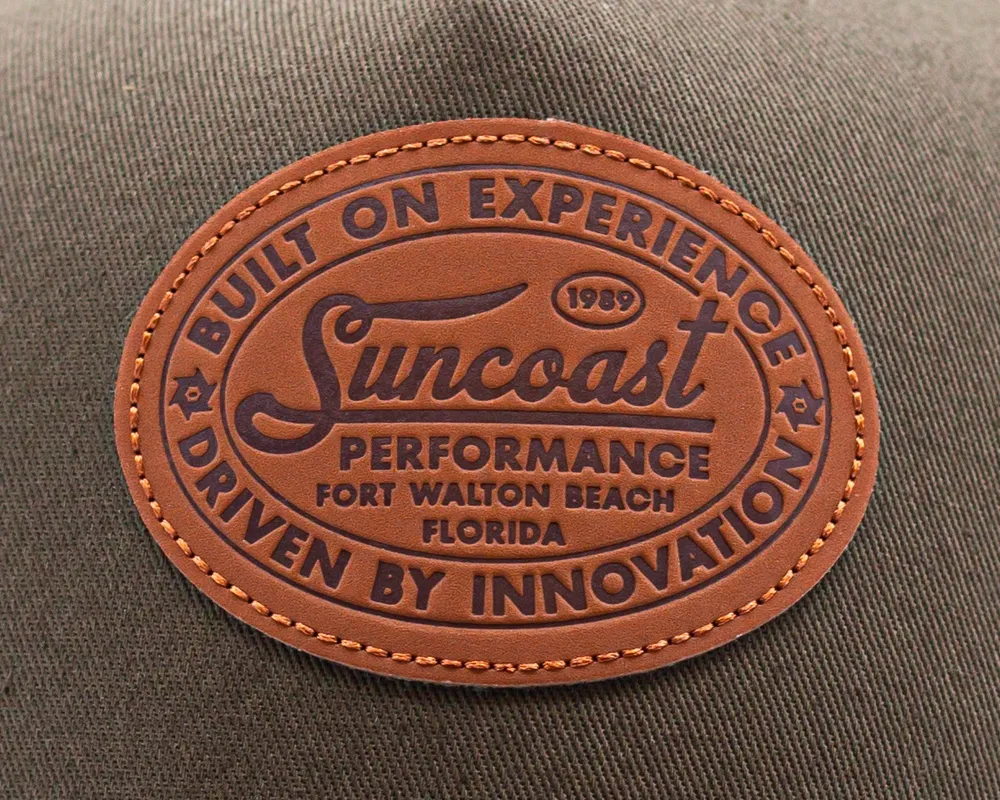 BUILT ON EXPERIENCE
1989
Suncoast
PERFORMANCE
FORT WALTON BEACH
FLORIDA
DRIVEN BY INNOVATION